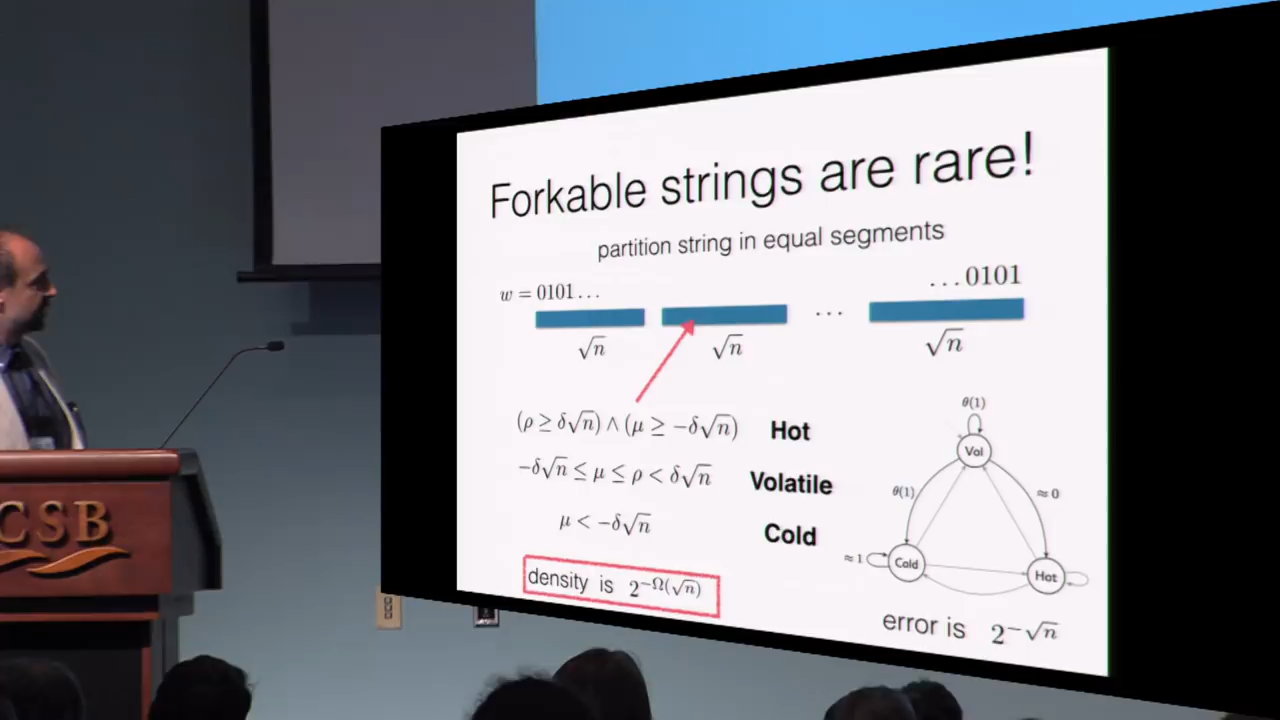 Forkable strings are rare!
partition string in equal segments
w = 0101... ...0101
√n √n ... √n
(ρ ≥ δ√n) ∧ (μ ≥ -δ√n) Hot
-δ√n ≤ μ ≤ ρ < δ√n Volatile
μ < -δ√n Cold
density is 2^{-Ω(√n)}
θ(1)
Vol
θ(1) ≈0
≈1 Cold
Hot
error is 2^{-√n}
CSB